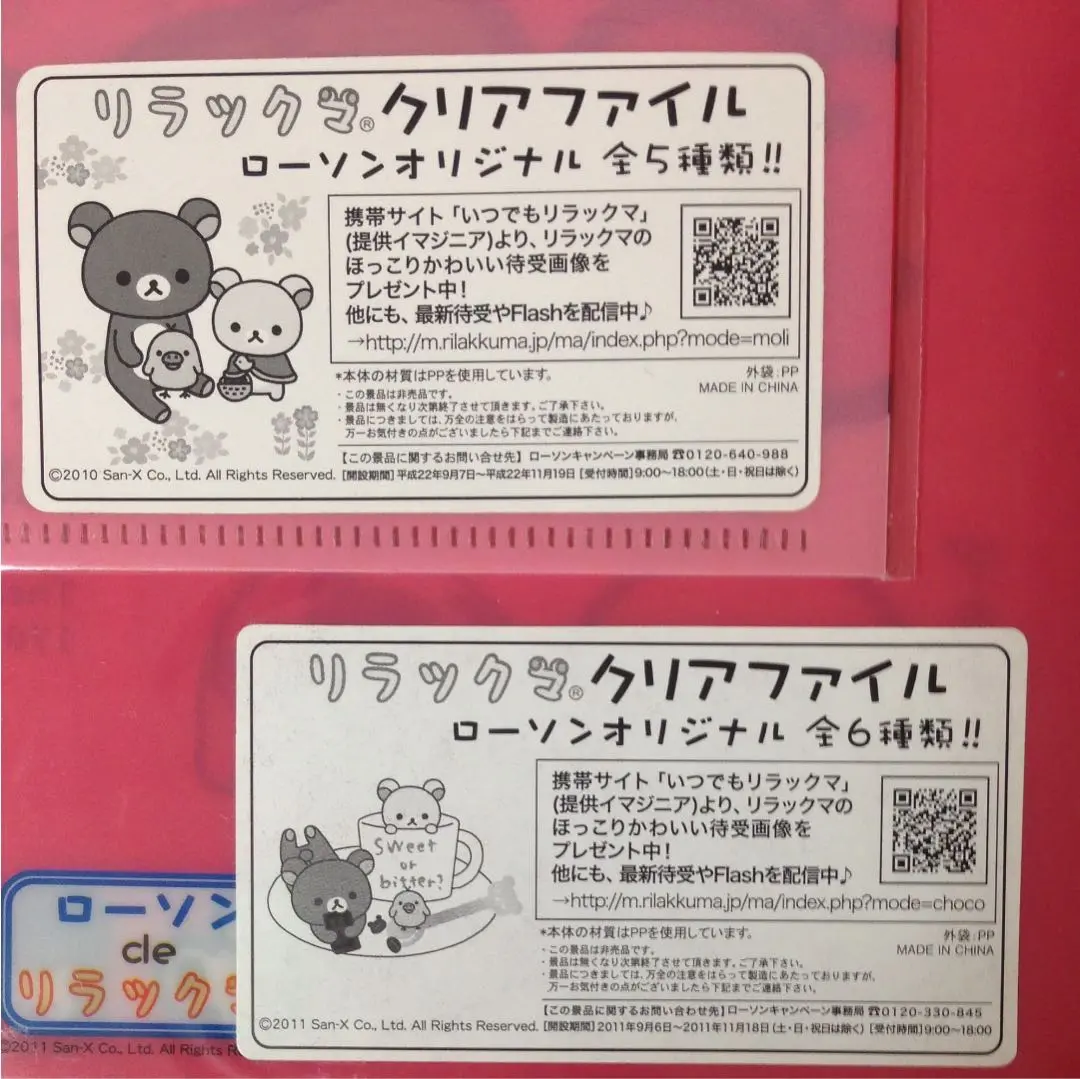 リラックマ® クリアファイル
ローソンオリジナル 全5種類!!
携帯サイト「いつでもリラックマ」
(提供イマジニア)より、リラックマの
ほっこりかわいい待受画像を
プレゼント中!
他にも、最新待受やFlashを配信中♪
→http://m.rilakkuma.jp/ma/index.php?mode=moli
*本体の材質はPPを使用しています。
外袋:PP
MADE IN CHINA
・この景品は非売品です。
・景品は無くなり次第終了させて頂きます。ご了承下さい。
・景品につきましては、万全の注意をはらって製造にあたっておりますが、
万一お気付きの点がございましたら下記までご連絡下さい。
【この景品に関するお問い合せ先】ローソンキャンペーン事務局 ☎0120-640-988
©2010 San-X Co., Ltd. All Rights Reserved. [開設期間] 平成22年9月7日〜平成22年11月19日 [受付時間] 9:00〜18:00(土・日・祝日は除く)
リラックマ® クリアファイル
ローソンオリジナル 全6種類!!
携帯サイト「いつでもリラックマ」
(提供イマジニア)より、リラックマの
ほっこりかわいい待受画像を
プレゼント中!
他にも、最新待受やFlashを配信中♪
→http://m.rilakkuma.jp/ma/index.php?mode=choco
Sweet
or
bitter?
*本体の材質はPPを使用しています。
外袋:PP
MADE IN CHINA
・この景品は非売品です。
・景品は無くなり次第終了させて頂きます。ご了承下さい。
・景品につきましては、万全の注意をはらって製造にあたっておりますが、
万一お気付きの点がございましたら下記までご連絡下さい。
【この景品に関するお問い合わせ先】ローソンキャンペーン事務局 ☎0120-330-845
©2011 San-X Co., Ltd. All Rights Reserved. [開設期間] 2011年9月6日〜2011年11月18日(土・日・祝日は除く) [受付時間] 9:00〜18:00
ローソン
cle
リラック
©2011 San-X Co., Ltd. All Rights R